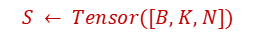 S ← Tensor([B, K, N])